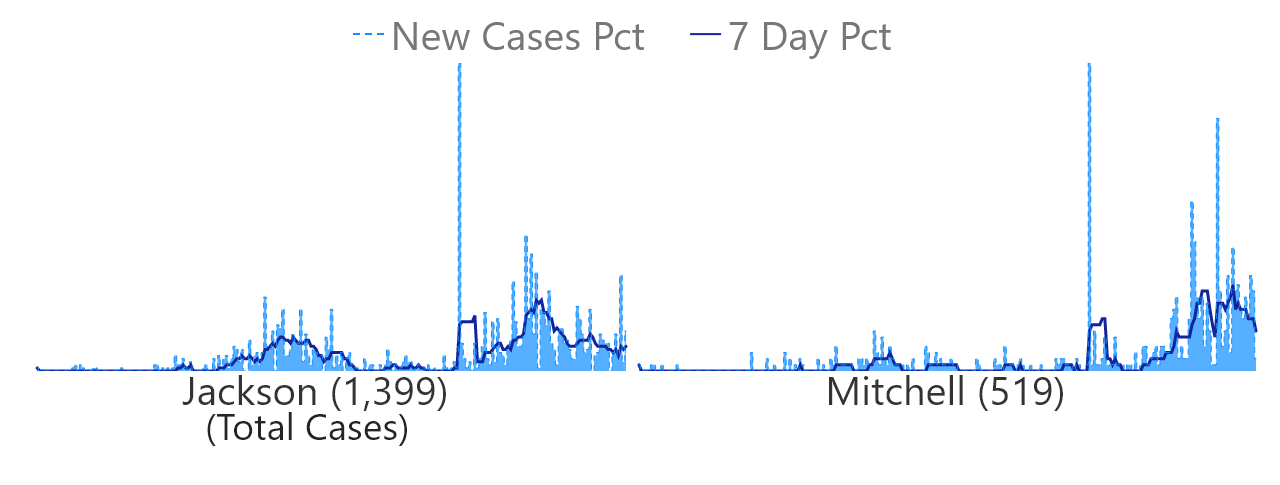 New Cases Pct 7 Day Pct
Jackson (1,399)
(Total Cases)
Mitchell (519)